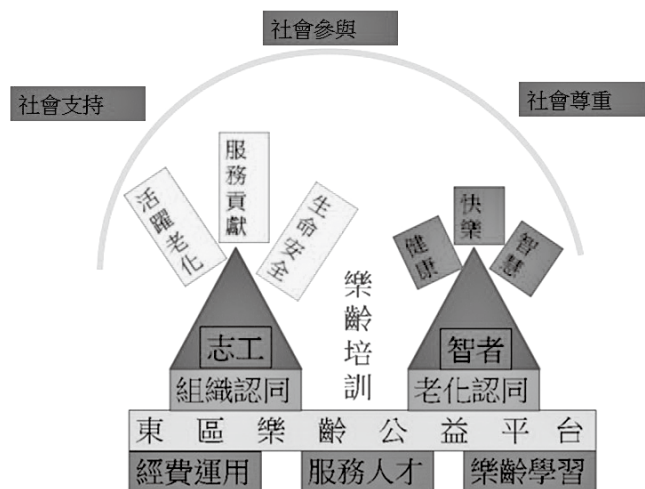 社會參與
社會支持
社會尊重
活躍老化
服務貢獻
生命安全
健康
快樂
智慧
樂齡培訓
志工
智者
組織認同
老化認同
東區樂齡公益平台
經費運用
服務人才
樂齡學習